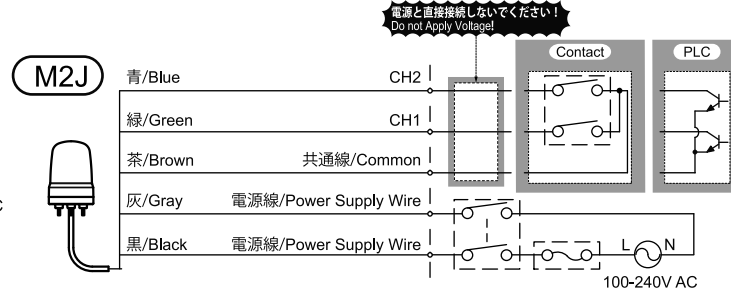 電源と直接接続しないでください！
Do not Apply Voltage!
Contact
PLC
M2J
青/Blue
CH2
緑/Green
CH1
茶/Brown
共通線/Common
灰/Gray
電源線/Power Supply Wire
黒/Black
電源線/Power Supply Wire
L
N
100-240V AC
C